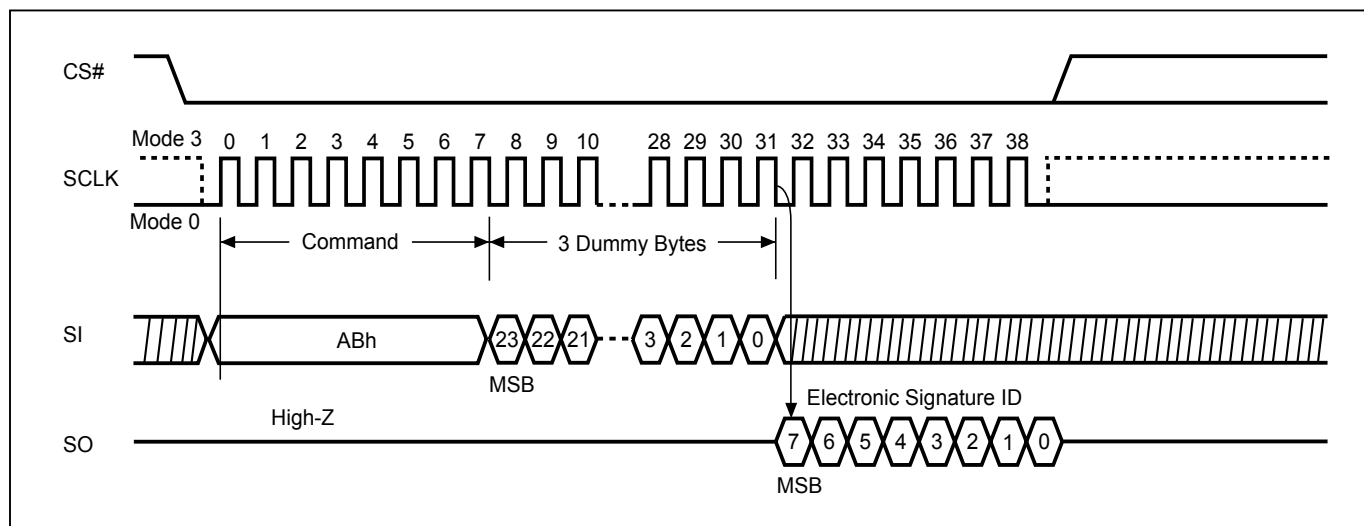 CS#
Mode 3 0 1 2 3 4 5 6 7 8 9 10 28 29 30 31 32 33 34 35 36 37 38
SCLK
Mode 0
Command 3 Dummy Bytes
SI ABh 23 22 21 3 2 1 0
MSB
Electronic Signature ID
High-Z
SO 7 6 5 4 3 2 1 0
MSB